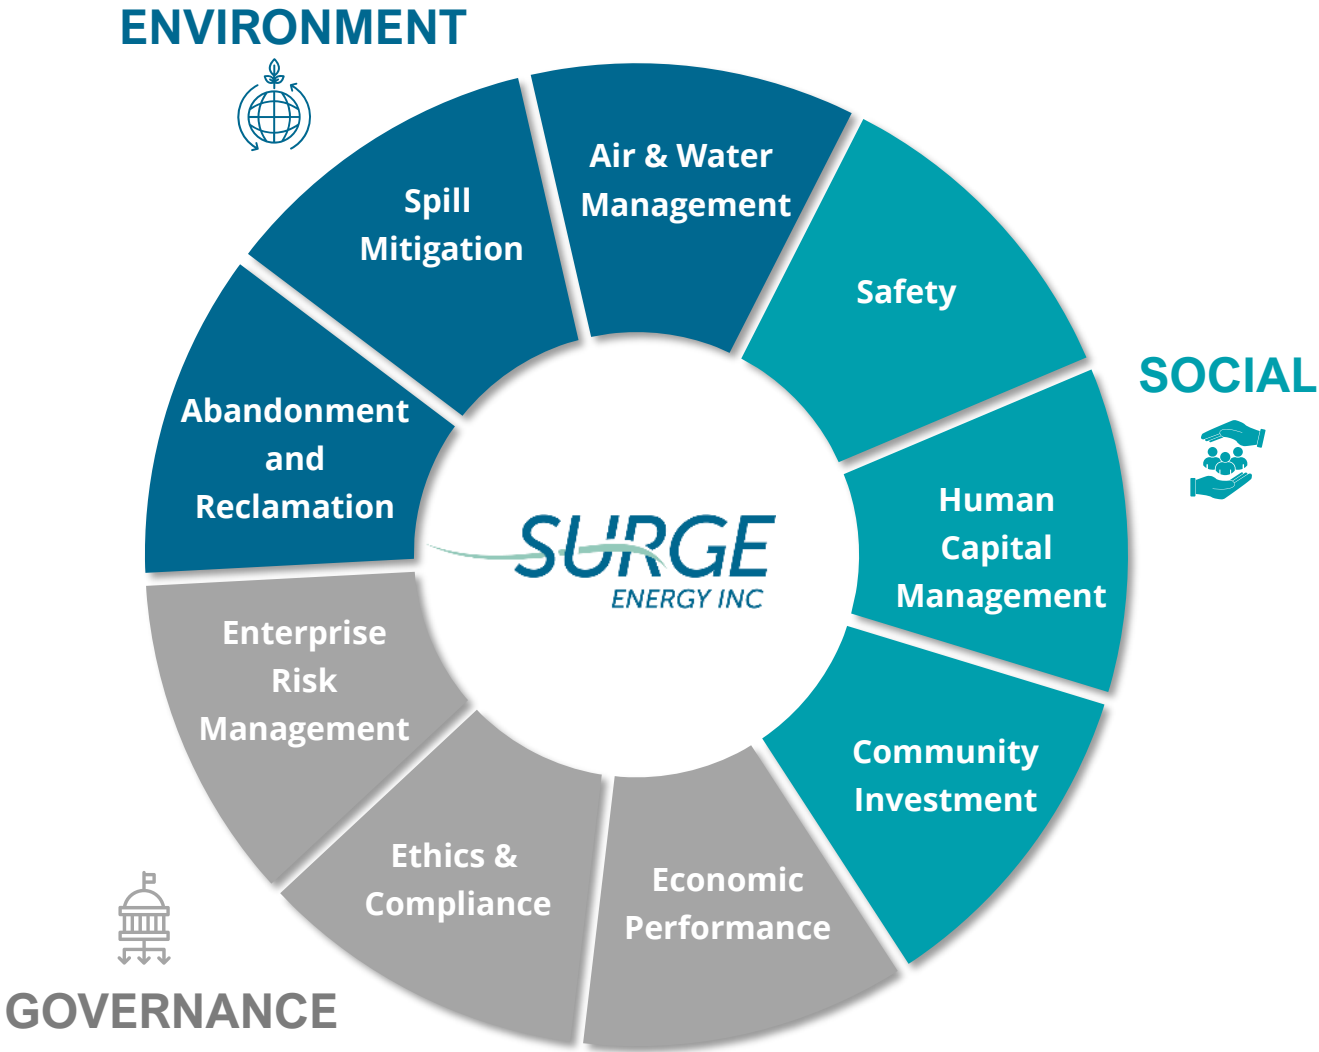 ENVIRONMENT
Air & Water
Management
Spill
Mitigation
Safety
SOCIAL
Abandonment
and
Reclamation
Human
Capital
Management
SURGE
ENERGY INC
Enterprise
Risk
Management
Community
Investment
Ethics &
Compliance
Economic
Performance
GOVERNANCE